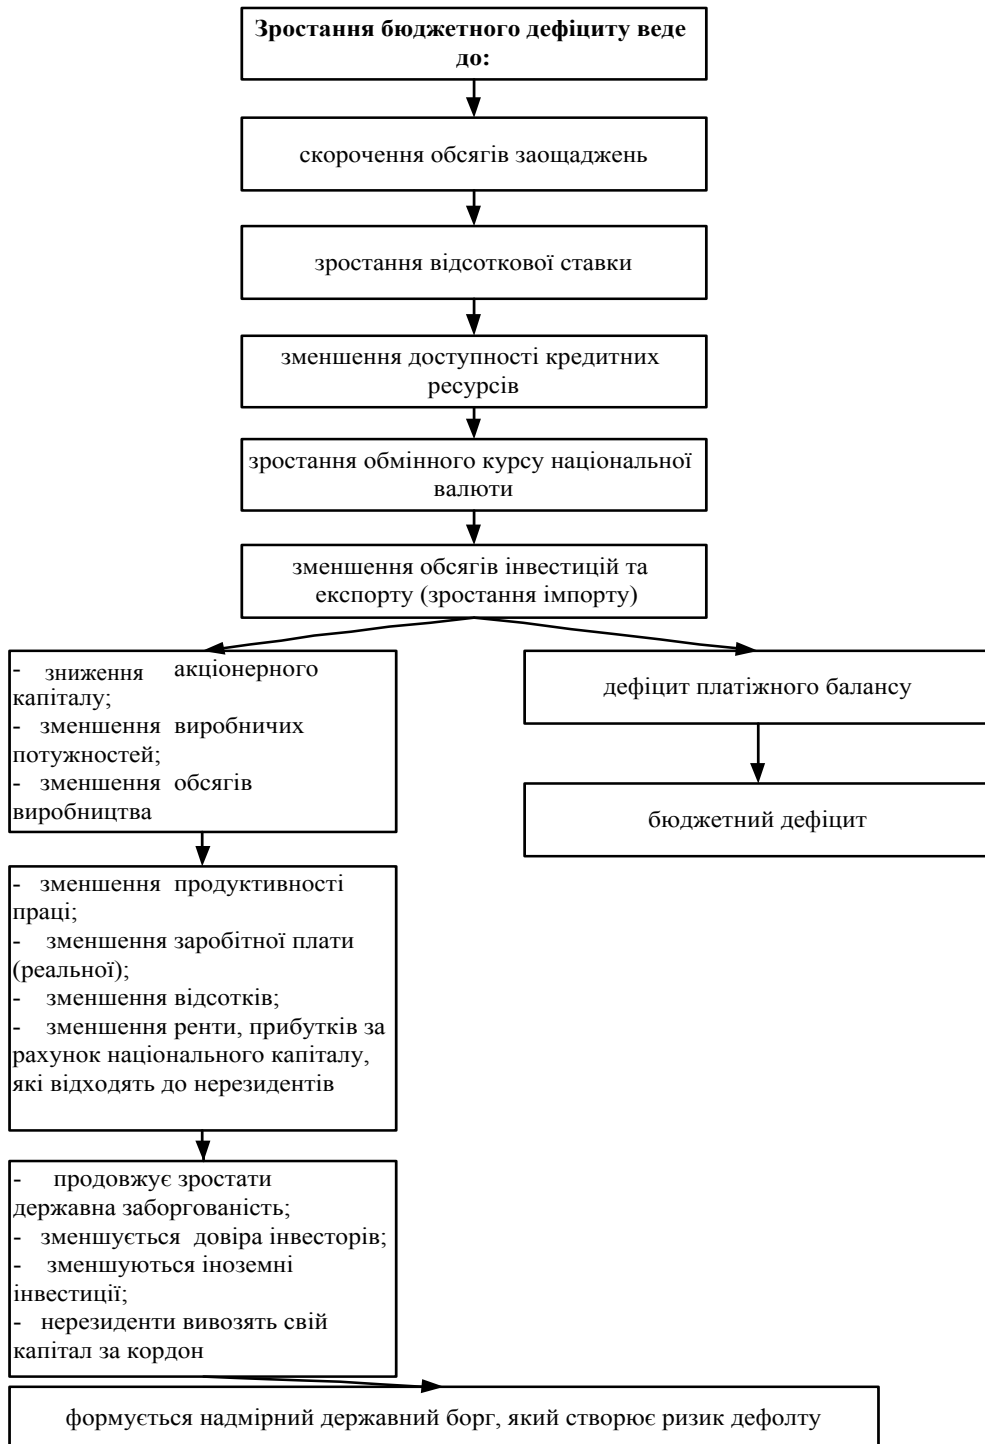 Зростання бюджетного дефіциту веде
до:
скорочення обсягів заощаджень
зростання відсоткової ставки
зменшення доступності кредитних
ресурсів
зростання обмінного курсу національної
валюти
зменшення обсягів інвестицій та
експорту (зростання імпорту)
- зниження акціонерного
капіталу;
- зменшення виробничих
потужностей;
- зменшення обсягів
виробництва
дефіцит платіжного балансу
бюджетний дефіцит
- зменшення продуктивності
праці;
- зменшення заробітної плати
(реальної);
- зменшення відсотків;
- зменшення ренти, прибутків за
рахунок національного капіталу,
які відходять до нерезидентів
- продовжує зростати
державна заборгованість;
- зменшується довіра інвесторів;
- зменшуються іноземні
інвестиції;
- нерезиденти вивозять свій
капітал за кордон
формується надмірний державний борг, який створює ризик дефолту